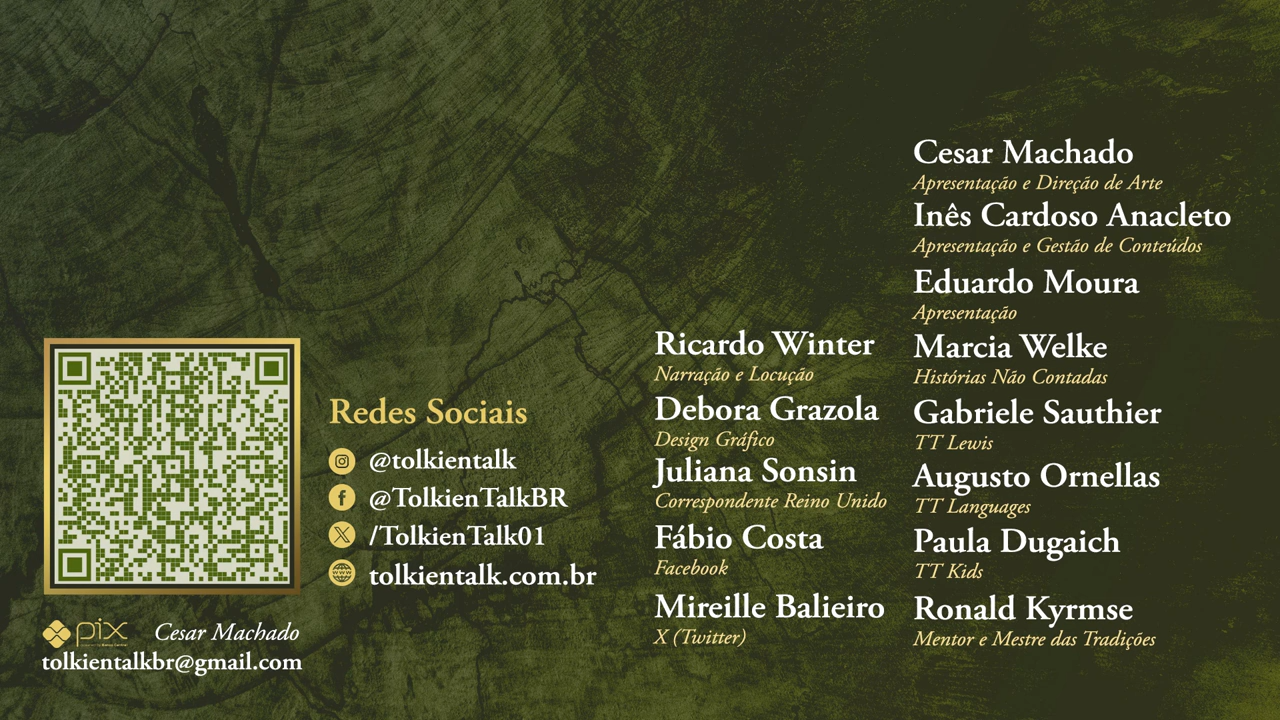 Redes Sociais
@tolkientalk
@TolkienTalkBR
/TolkienTalk01
tolkientalk.com.br
pix
Cesar Machado
tolkientalkbr@gmail.com
Ricardo Winter
Narração e Locução
Debora Grazola
Design Gráfico
Juliana Sonsin
Correspondente Reino Unido
Fábio Costa
Facebook
Mireille Balieiro
X (Twitter)
Cesar Machado
Apresentação e Direção de Arte
Inês Cardoso Anacleto
Apresentação e Gestão de Conteúdos
Eduardo Moura
Apresentação
Marcia Welke
Histórias Não Contadas
Gabriele Sauthier
TT Lewis
Augusto Ornellas
TT Languages
Paula Dugaich
TT Kids
Ronald Kyrmse
Mentor e Mestre das Tradições